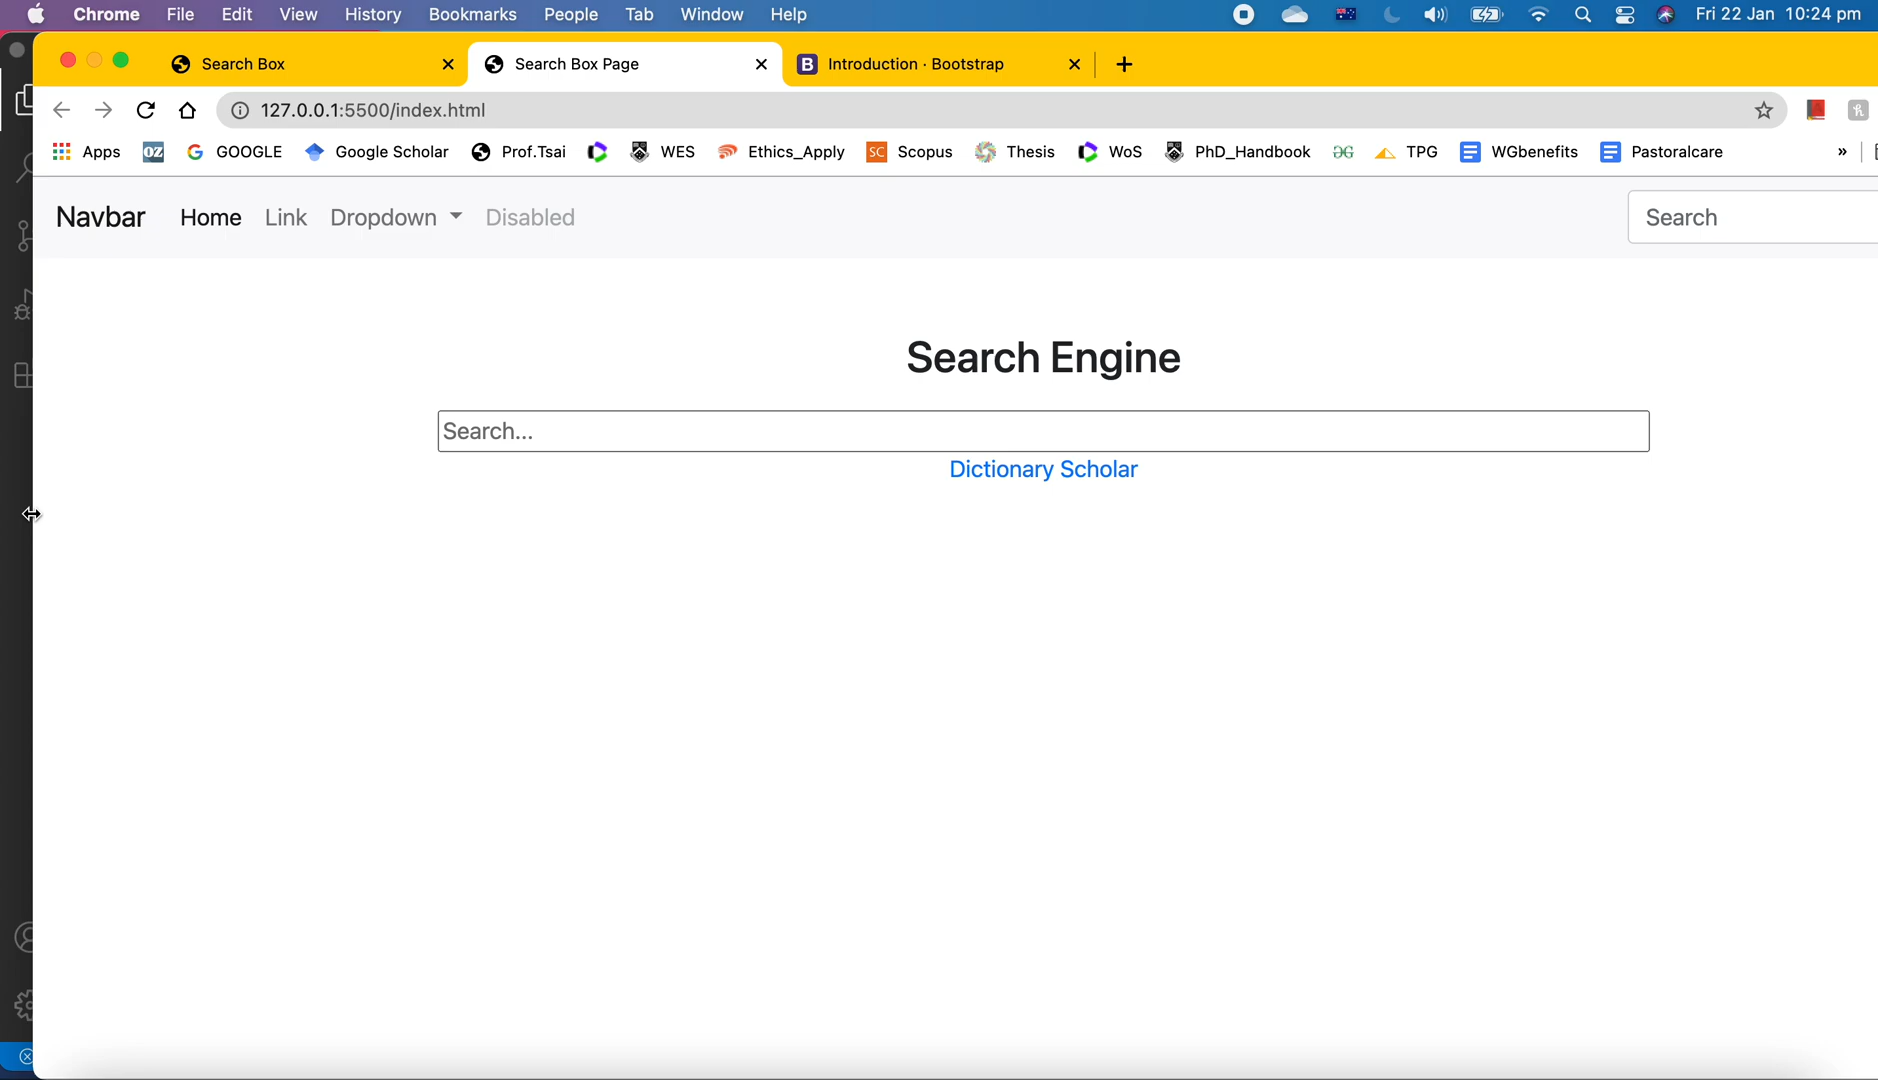 Chrome File Edit View History Bookmarks People Tab Window Help Fri 22 Jan 10:24 pm
Search Box Search Box Page B Introduction · Bootstrap
127.0.0.1:5500/index.html
Apps OZ G GOOGLE Google Scholar Prof.Tsai WES Ethics_Apply SC Scopus Thesis WoS PhD_Handbook TPG WGbenefits Pastoralcare »
Navbar Home Link Dropdown Disabled Search
Search Engine
Search...
Dictionary Scholar